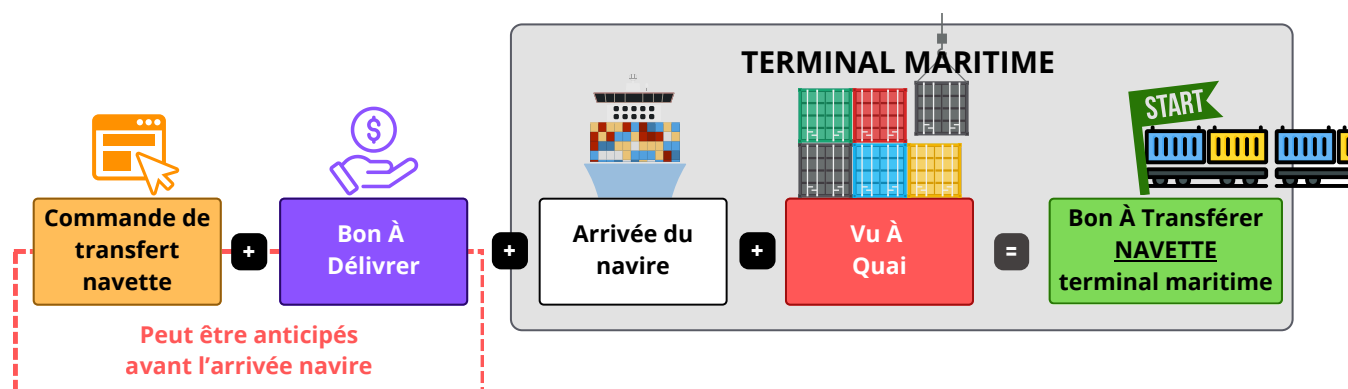 TERMINAL MARITIME
$
START
Commande de
transfert
navette
+
Bon À
Délivrer
+
Arrivée du
navire
+
Vu À
Quai
=
Bon À Transférer
NAVETTE
terminal maritime
Peut être anticipés
avant l’arrivée navire